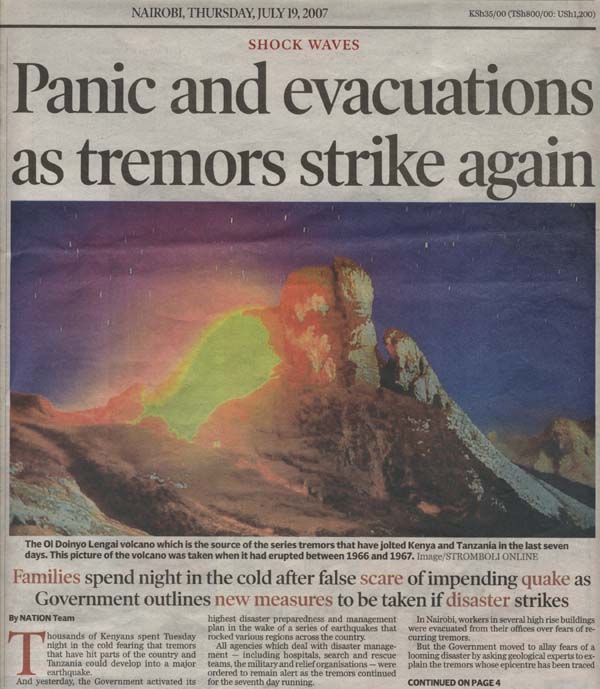 NAIROBI, THURSDAY, JULY 19, 2007
KSh35/00 (TSh800/00: USh1,200)
SHOCK WAVES
Panic and evacuations
as tremors strike again
The Ol Doinyo Lengai volcano which is the source of the series tremors that have jolted Kenya and Tanzania in the last seven
days. This picture of the volcano was taken when it had erupted between 1966 and 1967. Image/STROMBOLI ONLINE
Families spend night in the cold after false scare of impending quake as
Government outlines new measures to be taken if disaster strikes
By NATION Team
Thousands of Kenyans spent Tuesday
night in the cold fearing that tremors
that have hit parts of the country and
Tanzania could develop into a major
earthquake.
And yesterday, the Government activated its
highest disaster preparedness and management
plan in the wake of a series of earthquakes that
rocked various regions across the country.
All agencies which deal with disaster manage-
ment — including hospitals, search and rescue
teams, the military and relief organisations — were
ordered to remain alert as the tremors continued
for the seventh day running.
In Nairobi, workers in several high rise buildings
were evacuated from their offices over fears of re-
curring tremors.
But the Government moved to allay fears of a
looming disaster by asking geological experts to ex-
plain the tremors whose epicentre has been traced
CONTINUED ON PAGE 4